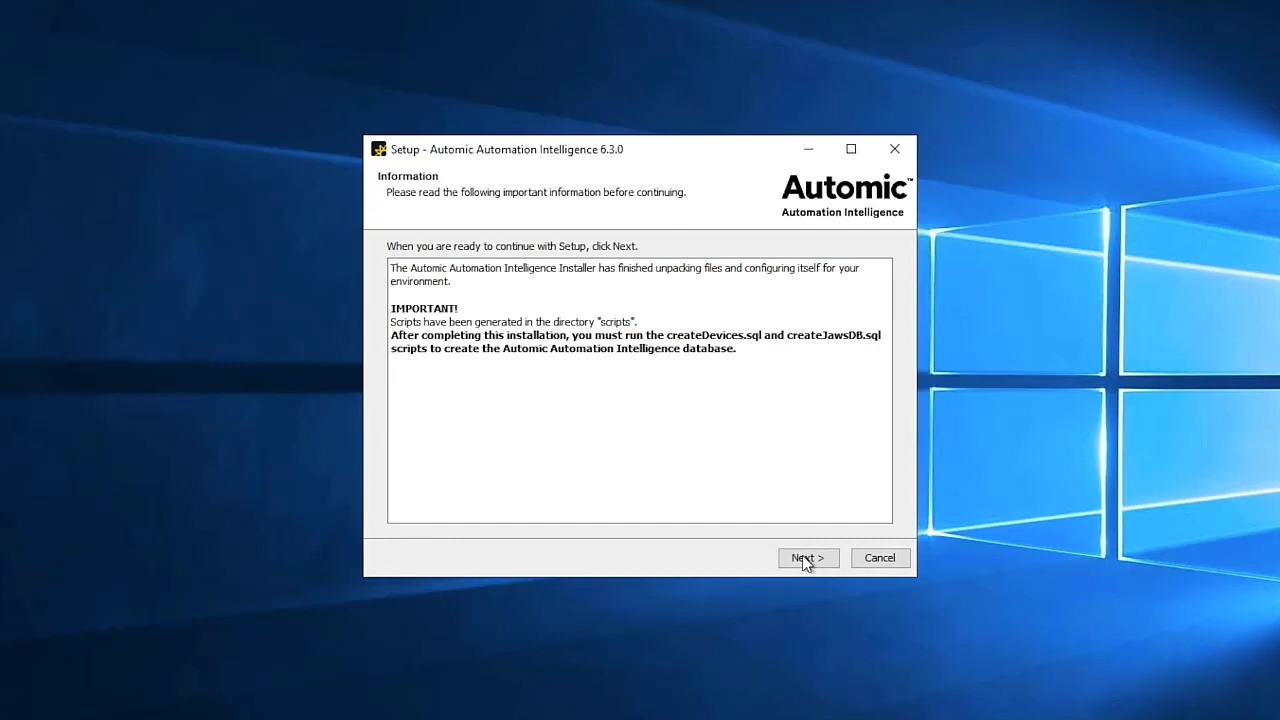 Setup - Automic Automation Intelligence 6.3.0
Information
Please read the following important information before continuing.
Automic™
Automation Intelligence
When you are ready to continue with Setup, click Next.
The Automic Automation Intelligence Installer has finished unpacking files and configuring itself for your
environment.
IMPORTANT!
Scripts have been generated in the directory "scripts".
After completing this installation, you must run the createDevices.sql and createJawsDB.sql
scripts to create the Automic Automation Intelligence database.
Next >
Cancel